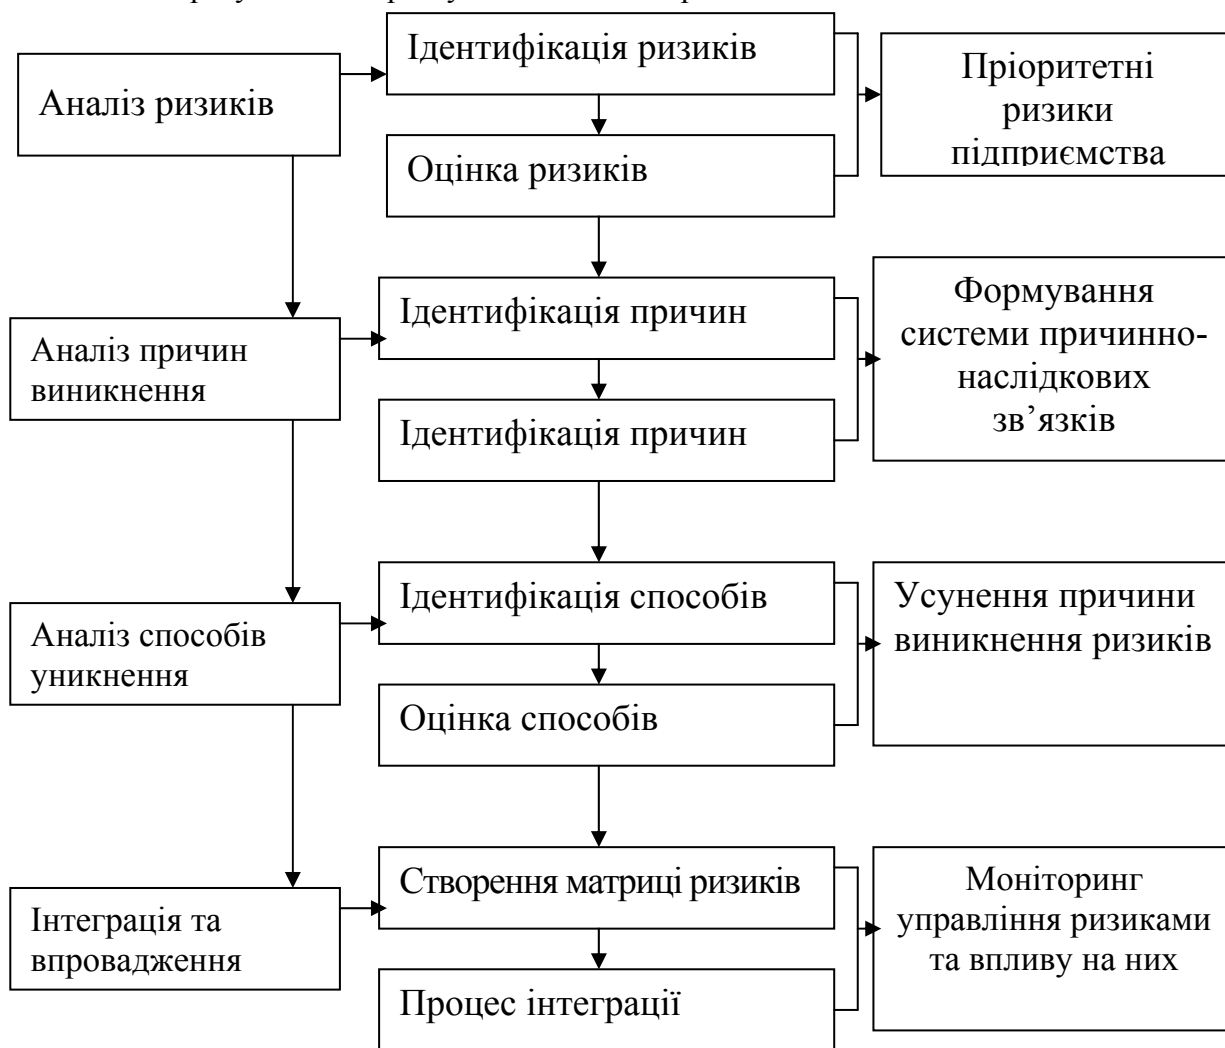 Ідентифікація ризиків
Пріоритетні
ризики
підприємства
Аналіз ризиків
Оцінка ризиків
Ідентифікація причин
Формування
системи причинно-
наслідкових
зв’язків
Аналіз причин
виникнення
Ідентифікація причин
Ідентифікація способів
Усунення причини
виникнення ризиків
Аналіз способів
уникнення
Оцінка способів
Створення матриці ризиків
Моніторинг
управління ризиками
та впливу на них
Інтеграція та
впровадження
Процес інтеграції